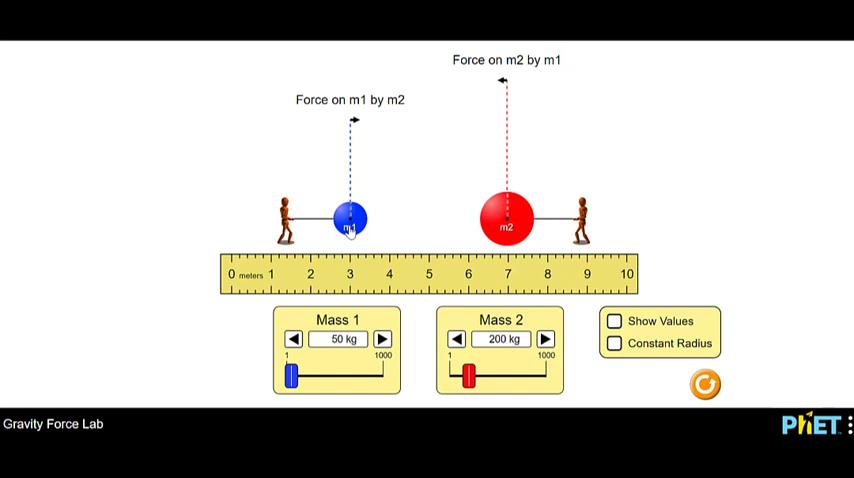 Force on m2 by m1
Force on m1 by m2
m1
m2
0 meters 1 2 3 4 5 6 7 8 9 10
Mass 1
50 kg
1 1000
Mass 2
200 kg
1 1000
Show Values
Constant Radius
Gravity Force Lab
PhET